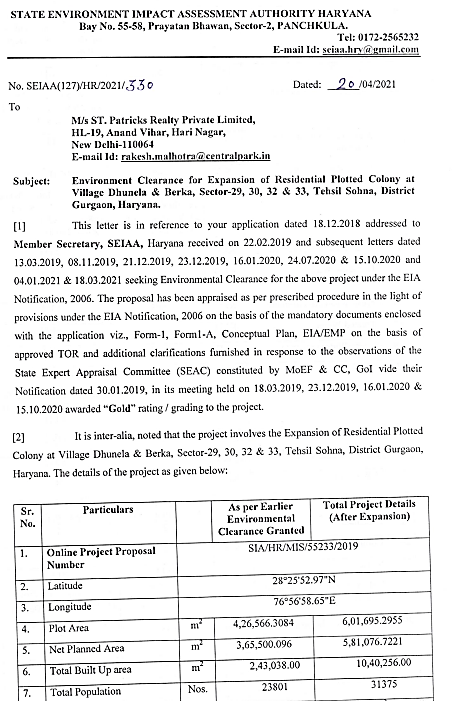 STATE ENVIRONMENT IMPACT ASSESSMENT AUTHORITY HARYANA
Bay No. 55-58, Prayatan Bhawan, Sector-2, PANCHKULA.
Tel: 0172-2565232
E-mail Id: seiaa.hry@gmail.com
No. SEIAA(127)/HR/2021/330 Dated: 20/04/2021
To
M/s ST. Patricks Realty Private Limited,
HL-19, Anand Vihar, Hari Nagar,
New Delhi-110064
E-mail Id: rakesh.malhotra@centralpark.in
Subject: Environment Clearance for Expansion of Residential Plotted Colony at
Village Dhunela & Berka, Sector-29, 30, 32 & 33, Tehsil Sohna, District
Gurgaon, Haryana.
[1] This letter is in reference to your application dated 18.12.2018 addressed to
Member Secretary, SEIAA, Haryana received on 22.02.2019 and subsequent letters dated
13.03.2019, 08.11.2019, 21.12.2019, 23.12.2019, 16.01.2020, 24.07.2020 & 15.10.2020 and
04.01.2021 & 18.03.2021 seeking Environmental Clearance for the above project under the EIA
Notification, 2006. The proposal has been appraised as per prescribed procedure in the light of
provisions under the EIA Notification, 2006 on the basis of the mandatory documents enclosed
with the application viz., Form-1, Form1-A, Conceptual Plan, EIA/EMP on the basis of
approved TOR and additional clarifications furnished in response to the observations of the
State Expert Appraisal Committee (SEAC) constituted by MoEF & CC, GoI vide their
Notification dated 30.01.2019, in its meeting held on 18.03.2019, 23.12.2019, 16.01.2020 &
15.10.2020 awarded “Gold” rating / grading to the project.
[2] It is inter-alia, noted that the project involves the Expansion of Residential Plotted
Colony at Village Dhunela & Berka, Sector-29, 30, 32 & 33, Tehsil Sohna, District Gurgaon,
Haryana. The details of the project as given below:
Sr. No. Particulars As per Earlier Environmental Clearance Granted Total Project Details (After Expansion)
1. Online Project Proposal Number SIA/HR/MIS/55233/2019
2. Latitude 28°25'52.97"N
3. Longitude 76°56'58.65"E
4. Plot Area m² 4,26,566.3084 6,01,695.2955
5. Net Planned Area m² 3,65,500.096 5,81,076.7221
6. Total Built Up area m² 2,43,038.00 10,40,256.00
7. Total Population Nos. 23801 31375